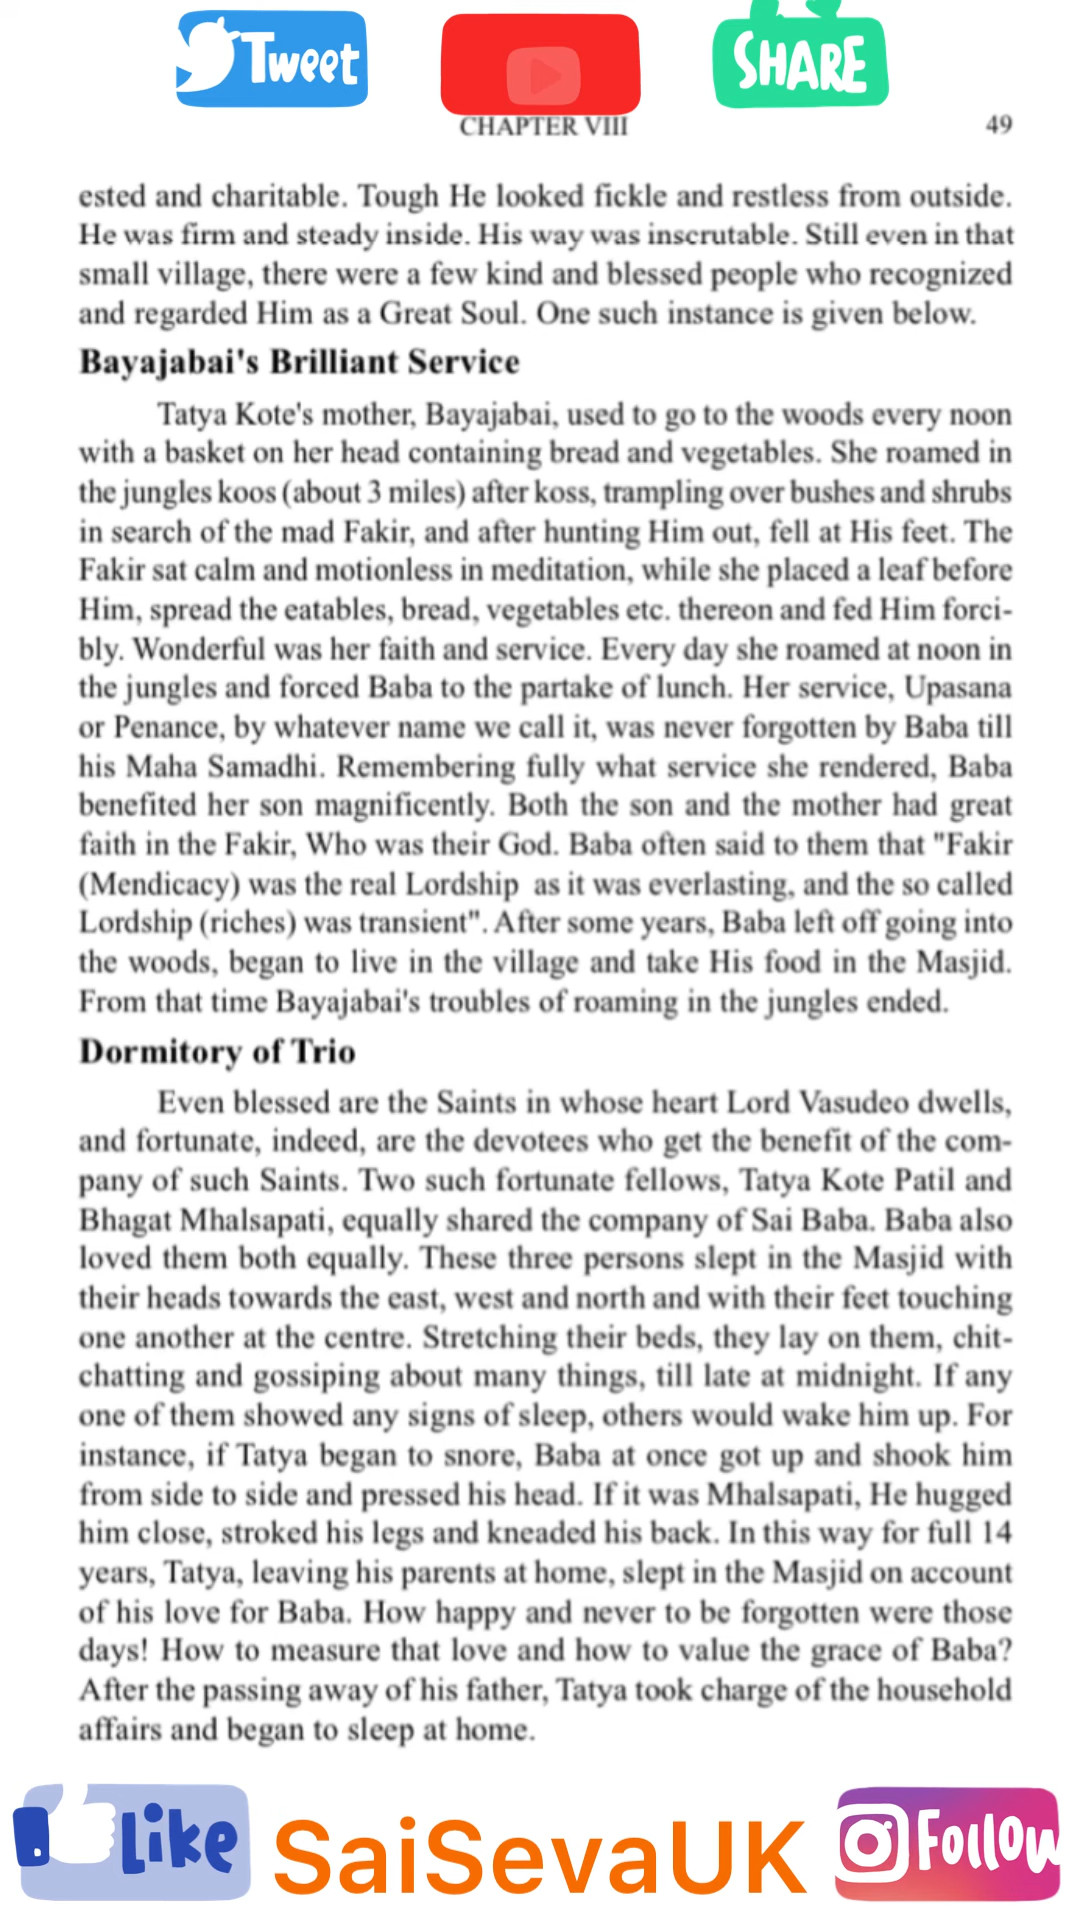 Tweet
SHARE
CHAPTER VIII 49
ested and charitable. Tough He looked fickle and restless from outside.
He was firm and steady inside. His way was inscrutable. Still even in that
small village, there were a few kind and blessed people who recognized
and regarded Him as a Great Soul. One such instance is given below.
Bayajabai's Brilliant Service
Tatya Kote's mother, Bayajabai, used to go to the woods every noon
with a basket on her head containing bread and vegetables. She roamed in
the jungles koos (about 3 miles) after koss, trampling over bushes and shrubs
in search of the mad Fakir, and after hunting Him out, fell at His feet. The
Fakir sat calm and motionless in meditation, while she placed a leaf before
Him, spread the eatables, bread, vegetables etc. thereon and fed Him forci-
bly. Wonderful was her faith and service. Every day she roamed at noon in
the jungles and forced Baba to the partake of lunch. Her service, Upasana
or Penance, by whatever name we call it, was never forgotten by Baba till
his Maha Samadhi. Remembering fully what service she rendered, Baba
benefited her son magnificently. Both the son and the mother had great
faith in the Fakir, Who was their God. Baba often said to them that "Fakir
(Mendicacy) was the real Lordship as it was everlasting, and the so called
Lordship (riches) was transient". After some years, Baba left off going into
the woods, began to live in the village and take His food in the Masjid.
From that time Bayajabai's troubles of roaming in the jungles ended.
Dormitory of Trio
Even blessed are the Saints in whose heart Lord Vasudeo dwells,
and fortunate, indeed, are the devotees who get the benefit of the com-
pany of such Saints. Two such fortunate fellows, Tatya Kote Patil and
Bhagat Mhalsapati, equally shared the company of Sai Baba. Baba also
loved them both equally. These three persons slept in the Masjid with
their heads towards the east, west and north and with their feet touching
one another at the centre. Stretching their beds, they lay on them, chit-
chatting and gossiping about many things, till late at midnight. If any
one of them showed any signs of sleep, others would wake him up. For
instance, if Tatya began to snore, Baba at once got up and shook him
from side to side and pressed his head. If it was Mhalsapati, He hugged
him close, stroked his legs and kneaded his back. In this way for full 14
years, Tatya, leaving his parents at home, slept in the Masjid on account
of his love for Baba. How happy and never to be forgotten were those
days! How to measure that love and how to value the grace of Baba?
After the passing away of his father, Tatya took charge of the household
affairs and began to sleep at home.
Like
SaiSevaUK
Follow